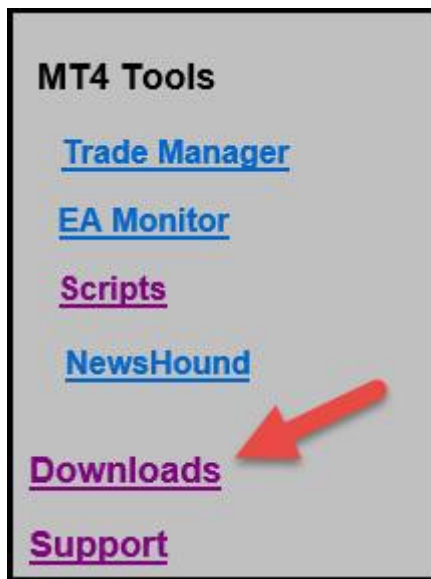 MT4 Tools
Trade Manager
EA Monitor
Scripts
NewsHound
Downloads
Support